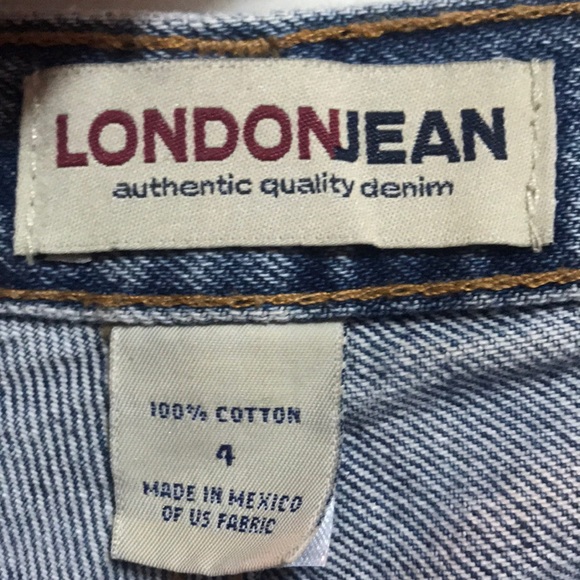 LONDONJEAN
authentic quality denim
100% COTTON
4
MADE IN MEXICO
OF US FABRIC